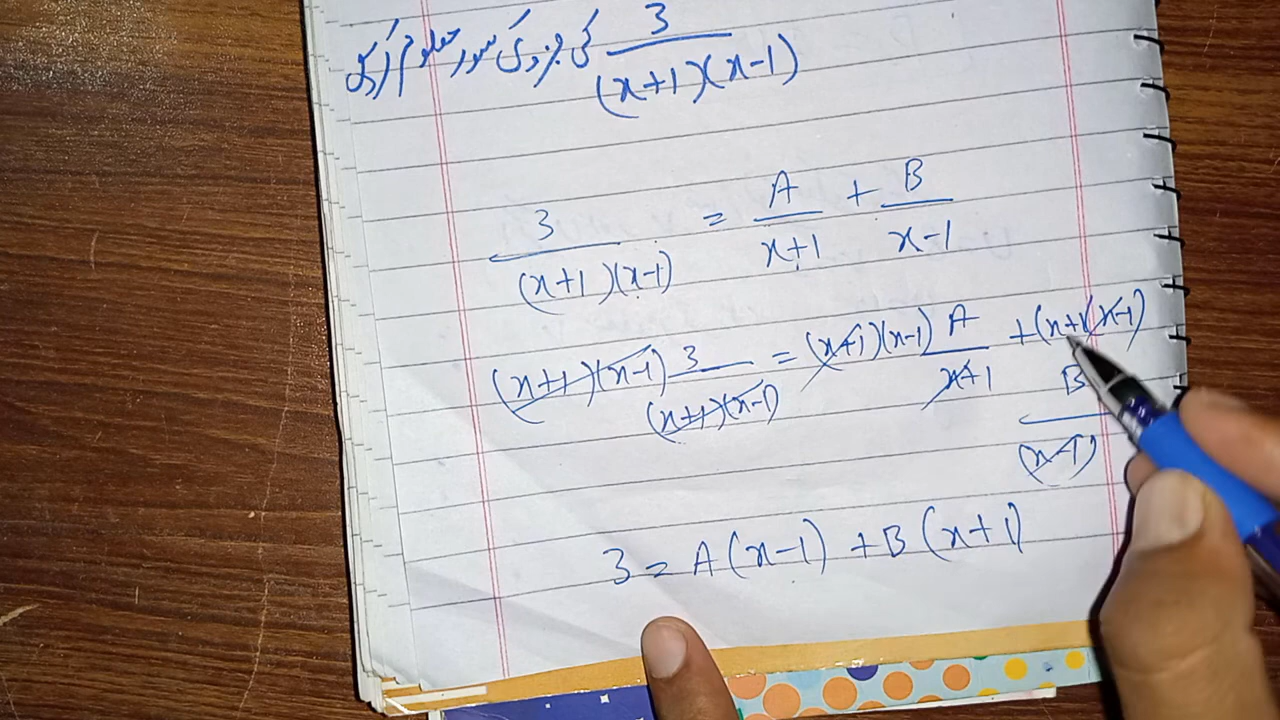 3/((x+1)(x-1)) کی جزوی کسور معلوم کریں
3/((x+1)(x-1)) = A/(x+1) + B/(x-1)
(x+1)(x-1) 3/((x+1)(x-1)) = (x+1)(x-1) A/(x+1) + (x+1)(x-1) B/(x-1)
3 = A(x-1) + B(x+1)